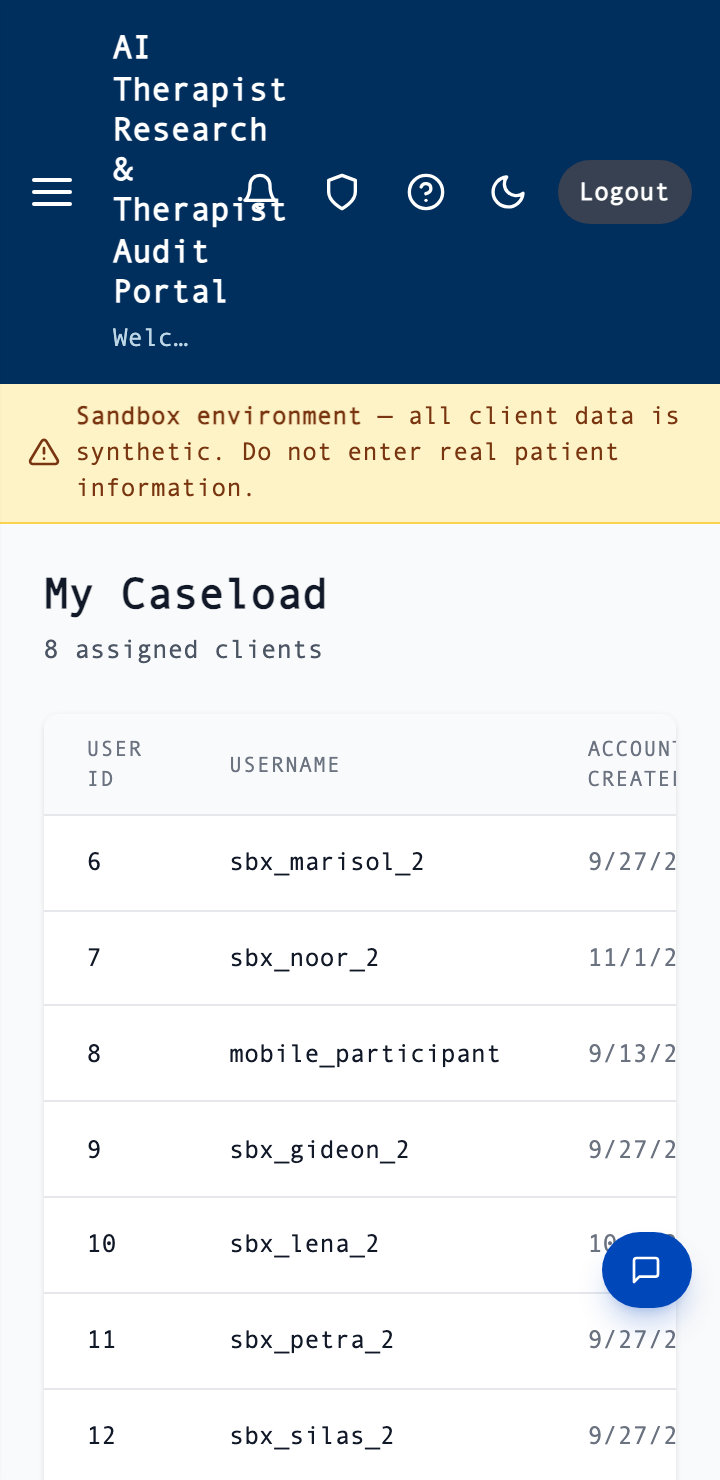 AI
Therapist
Research
&
Therapist
Audit
Portal
Welc…
Logout
Sandbox environment — all client data is
synthetic. Do not enter real patient
information.
My Caseload
8 assigned clients
USER
ID
USERNAME
ACCOUNT
CREATED
6 sbx_marisol_2 9/27/2
7 sbx_noor_2 11/1/2
8 mobile_participant 9/13/2
9 sbx_gideon_2 9/27/2
10 sbx_lena_2 10
11 sbx_petra_2 9/27/2
12 sbx_silas_2 9/27/2